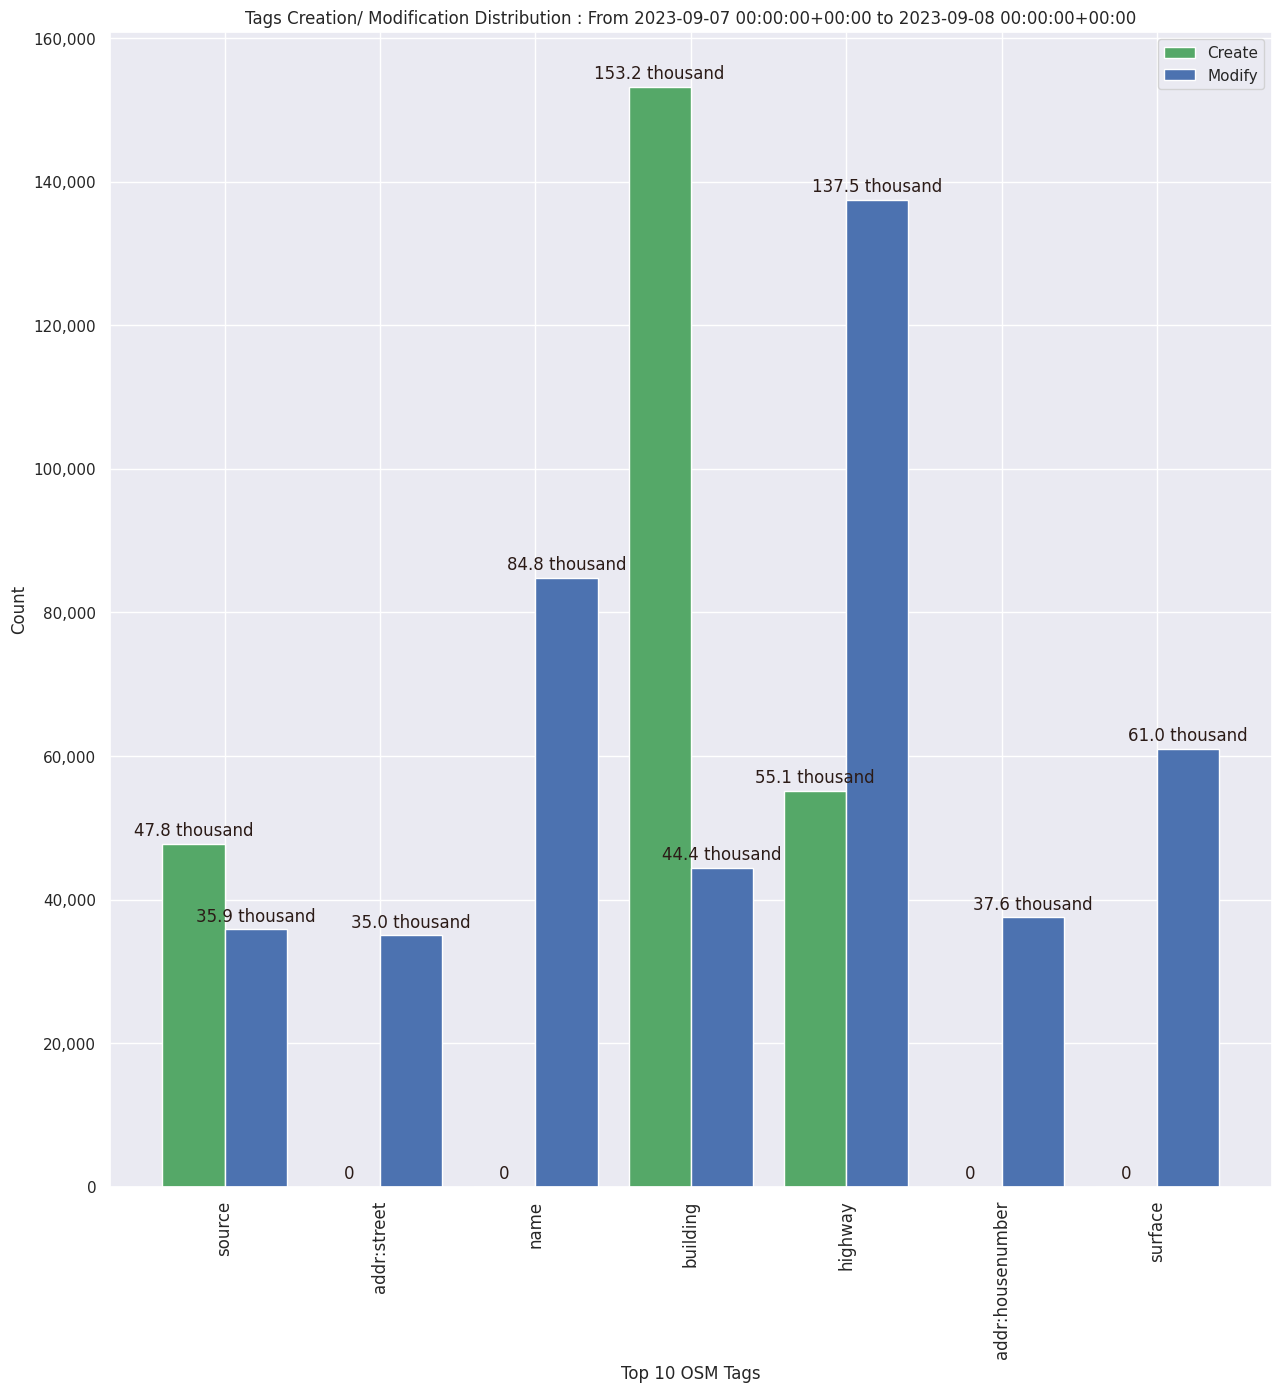 Tags Creation/ Modification Distribution : From 2023-09-07 00:00:00+00:00 to 2023-09-08 00:00:00+00:00
Create
Modify
160,000
140,000
120,000
100,000
80,000
60,000
40,000
20,000
0
Count
47.8 thousand
35.9 thousand
0
35.0 thousand
0
84.8 thousand
153.2 thousand
44.4 thousand
55.1 thousand
137.5 thousand
0
37.6 thousand
0
61.0 thousand
source
addr:street
name
building
highway
addr:housenumber
surface
Top 10 OSM Tags